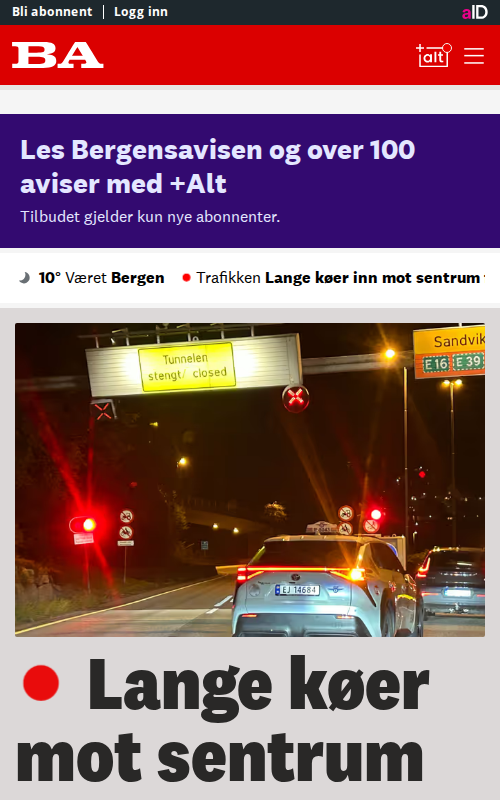 Bli abonnent
Logg inn
aID
BA
+alt
Les Bergensavisen og over 100
aviser med +Alt
Tilbudet gjelder kun nye abonnenter.
10° Været Bergen
Trafikken Lange køer inn mot sentrum
Tunnelen
stengt/ closed
Sandvik
E16 E39
EJ 14684
Lange køer
mot sentrum